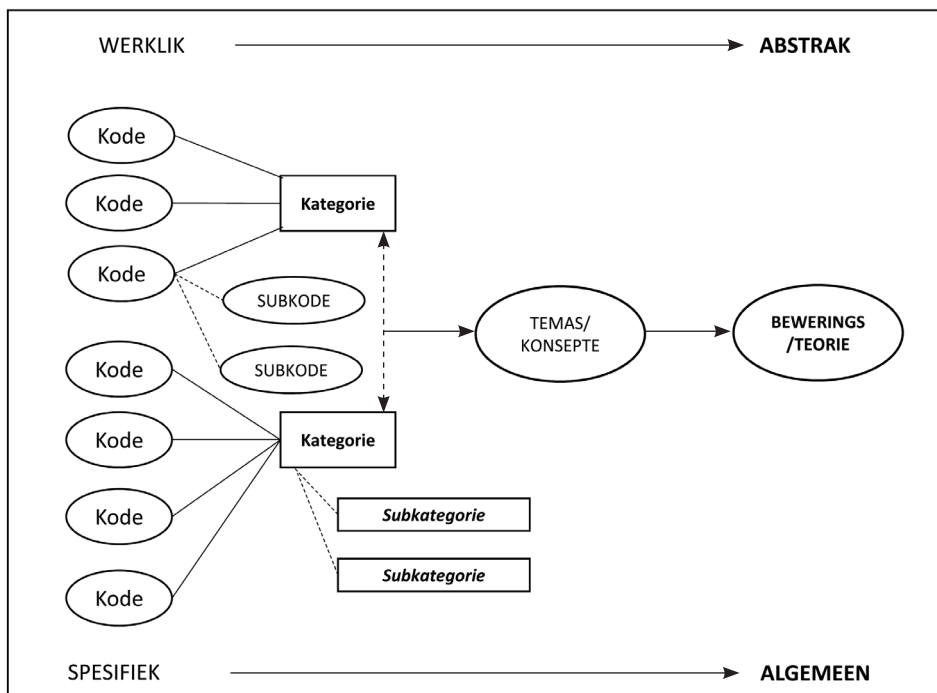 WERKLIK
ABSTRAK
Kode
Kode
Kategorie
Kode
SUBKODE
SUBKODE
TEMAS/
KONSEPTE
BEWERINGS
/TEORIE
Kode
Kode
Kategorie
Kode
Subkategorie
Subkategorie
Kode
SPESIFIEK
ALGEMEEN